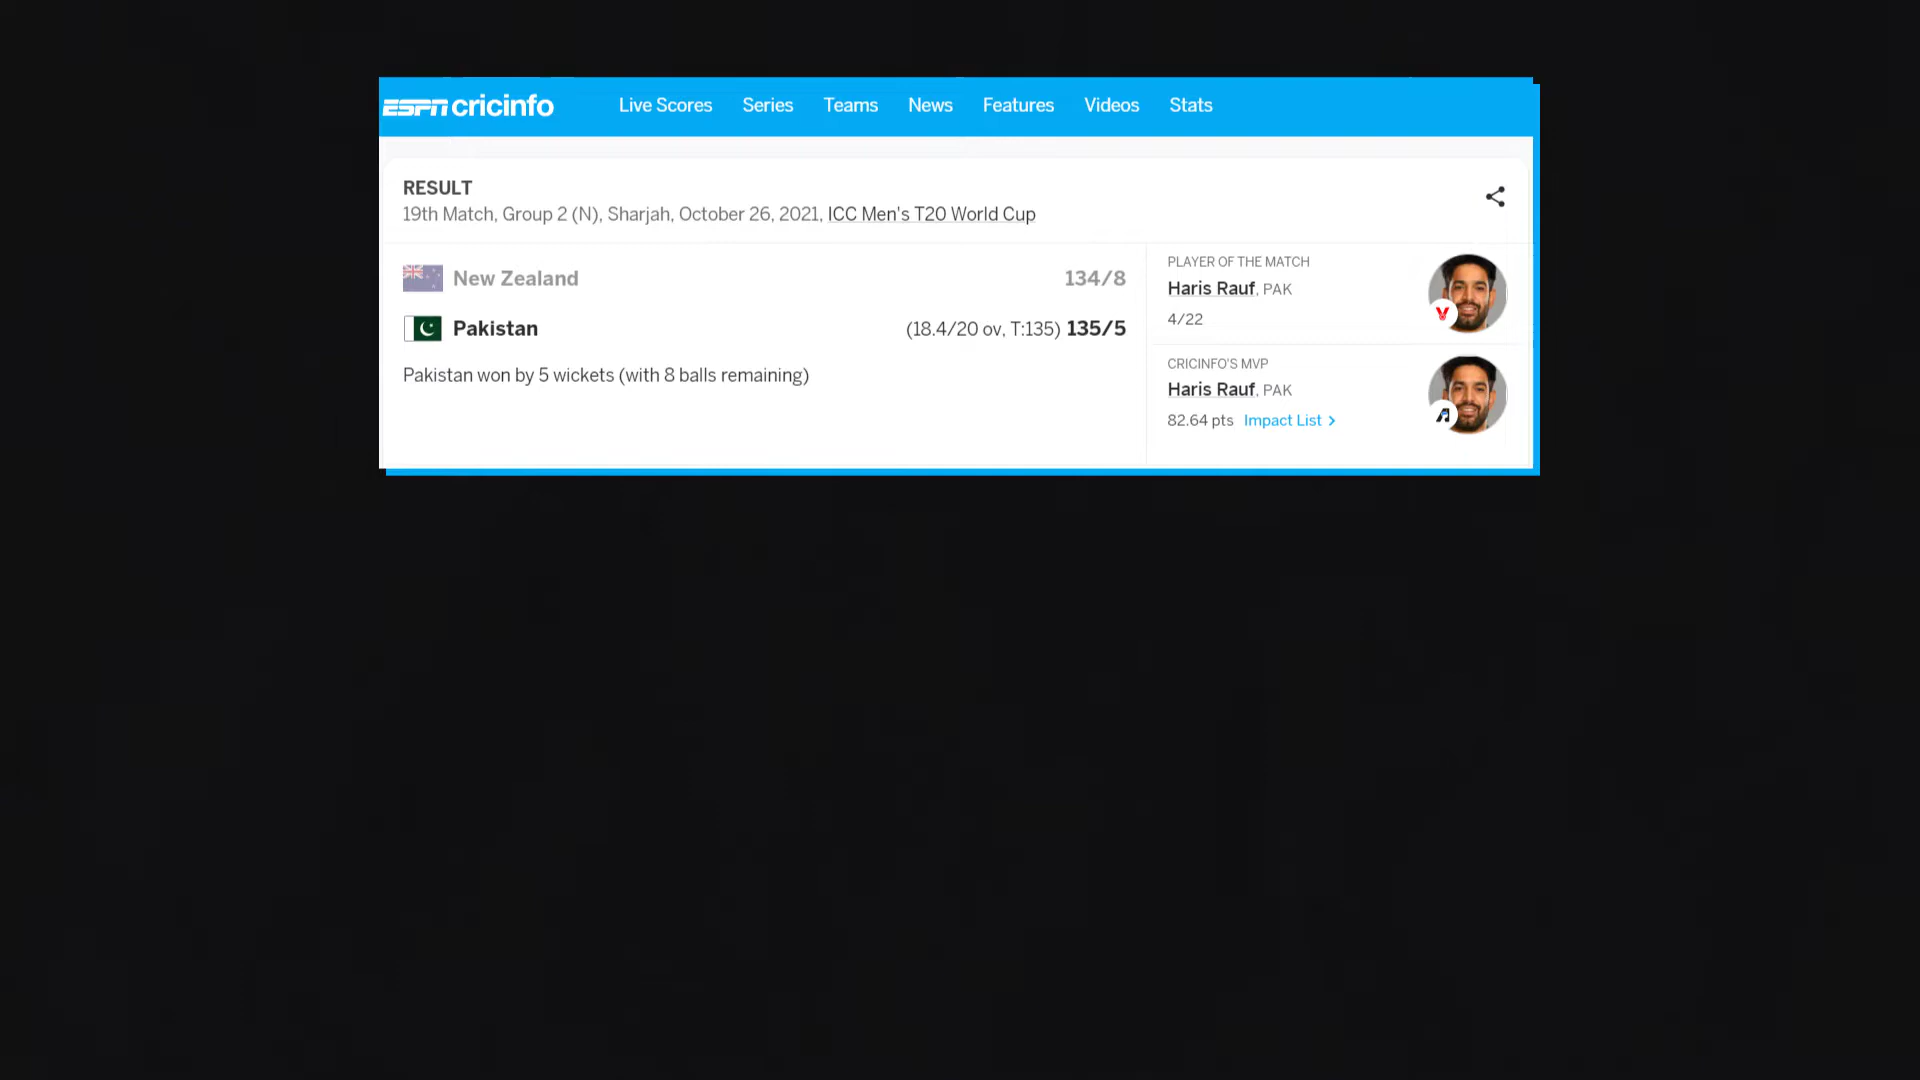 ESPN cricinfo Live Scores Series Teams News Features Videos Stats
RESULT
19th Match, Group 2 (N), Sharjah, October 26, 2021, ICC Men's T20 World Cup
New Zealand 134/8
Pakistan (18.4/20 ov, T:135) 135/5
Pakistan won by 5 wickets (with 8 balls remaining)
PLAYER OF THE MATCH
Haris Rauf, PAK
4/22
CRICINFO'S MVP
Haris Rauf, PAK
82.64 pts Impact List >